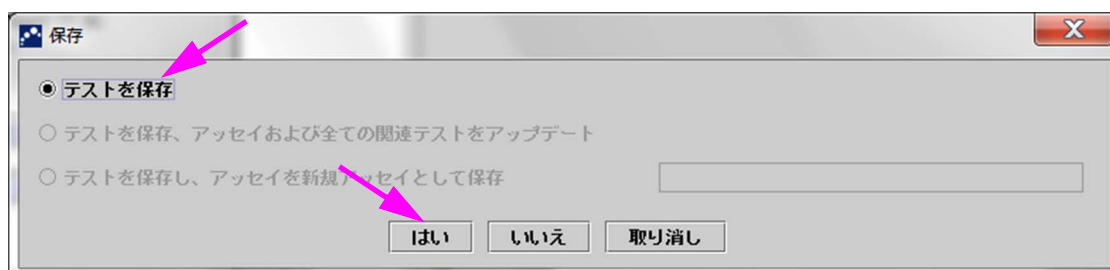 保存
テストを保存
テストを保存、アッセイおよび全ての関連テストをアップデート
テストを保存し、アッセイを新規アッセイとして保存
はい いいえ 取り消し